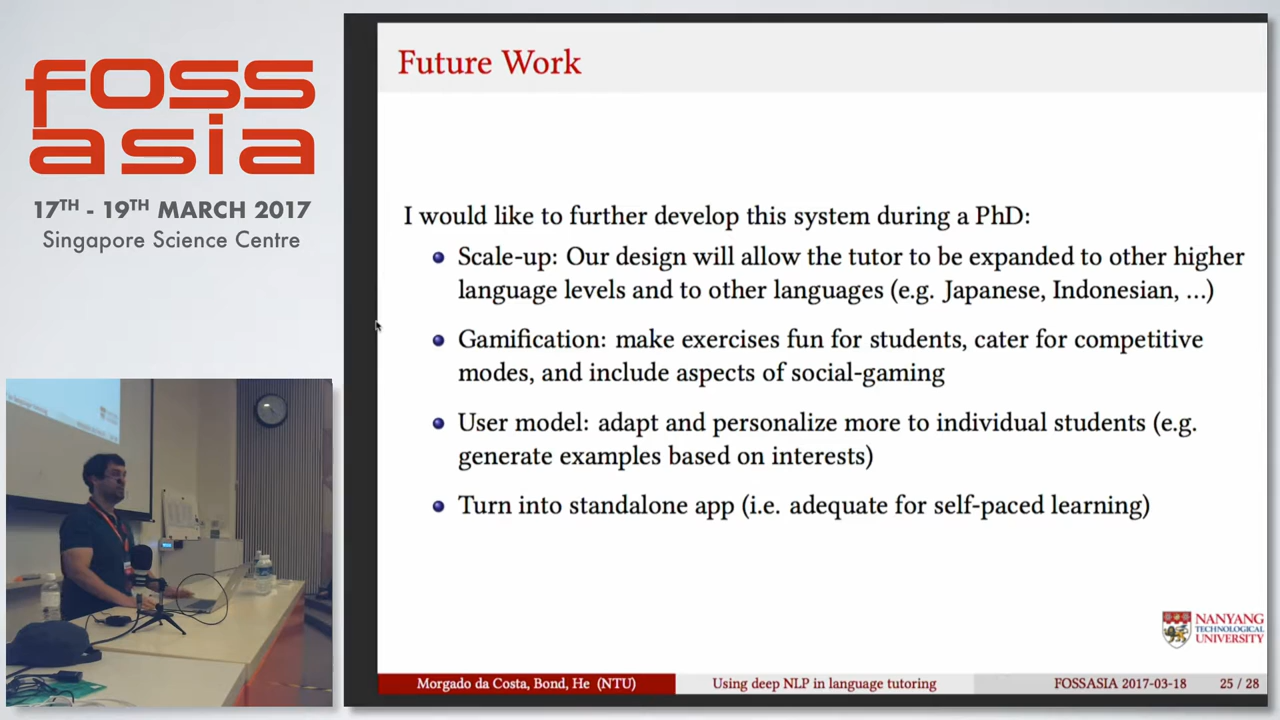 foss
asia
17TH - 19TH MARCH 2017
Singapore Science Centre
Future Work
I would like to further develop this system during a PhD:
Scale-up: Our design will allow the tutor to be expanded to other higher
language levels and to other languages (e.g. Japanese, Indonesian, ...)
Gamification: make exercises fun for students, cater for competitive
modes, and include aspects of social-gaming
User model: adapt and personalize more to individual students (e.g.
generate examples based on interests)
Turn into standalone app (i.e. adequate for self-paced learning)
NANYANG
TECHNOLOGICAL
UNIVERSITY
Morgado da Costa, Bond, He (NTU)
Using deep NLP in language tutoring
FOSSASIA 2017-03-18
25 / 28